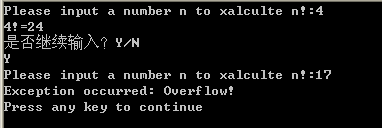 Please input a number n to xalculte n!:4
4!=24
是否继续输入？Y/N
Y
Please input a number n to xalculte n!:17
Exception occurred: Overflow!
Press any key to continue